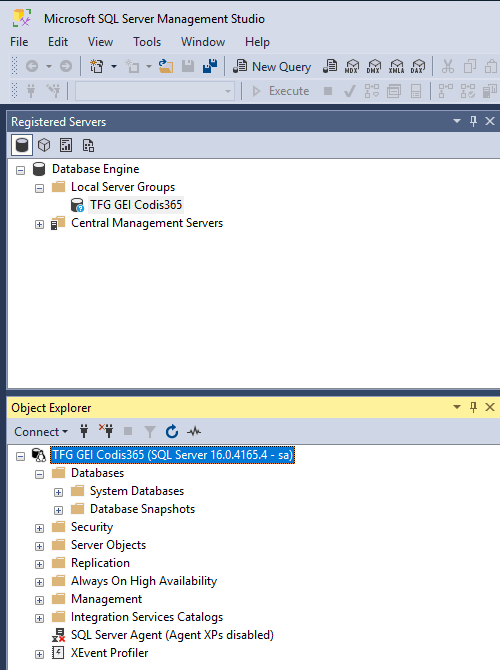 Microsoft SQL Server Management Studio
File Edit View Tools Window Help
New Query MDX DMX XMLA DAX
Execute
Registered Servers
Database Engine
Local Server Groups
TFG GEI Codis365
Central Management Servers
Object Explorer
Connect
TFG GEI Codis365 (SQL Server 16.0.4165.4 - sa)
Databases
System Databases
Database Snapshots
Security
Server Objects
Replication
Always On High Availability
Management
Integration Services Catalogs
SQL Server Agent (Agent XPs disabled)
XEvent Profiler